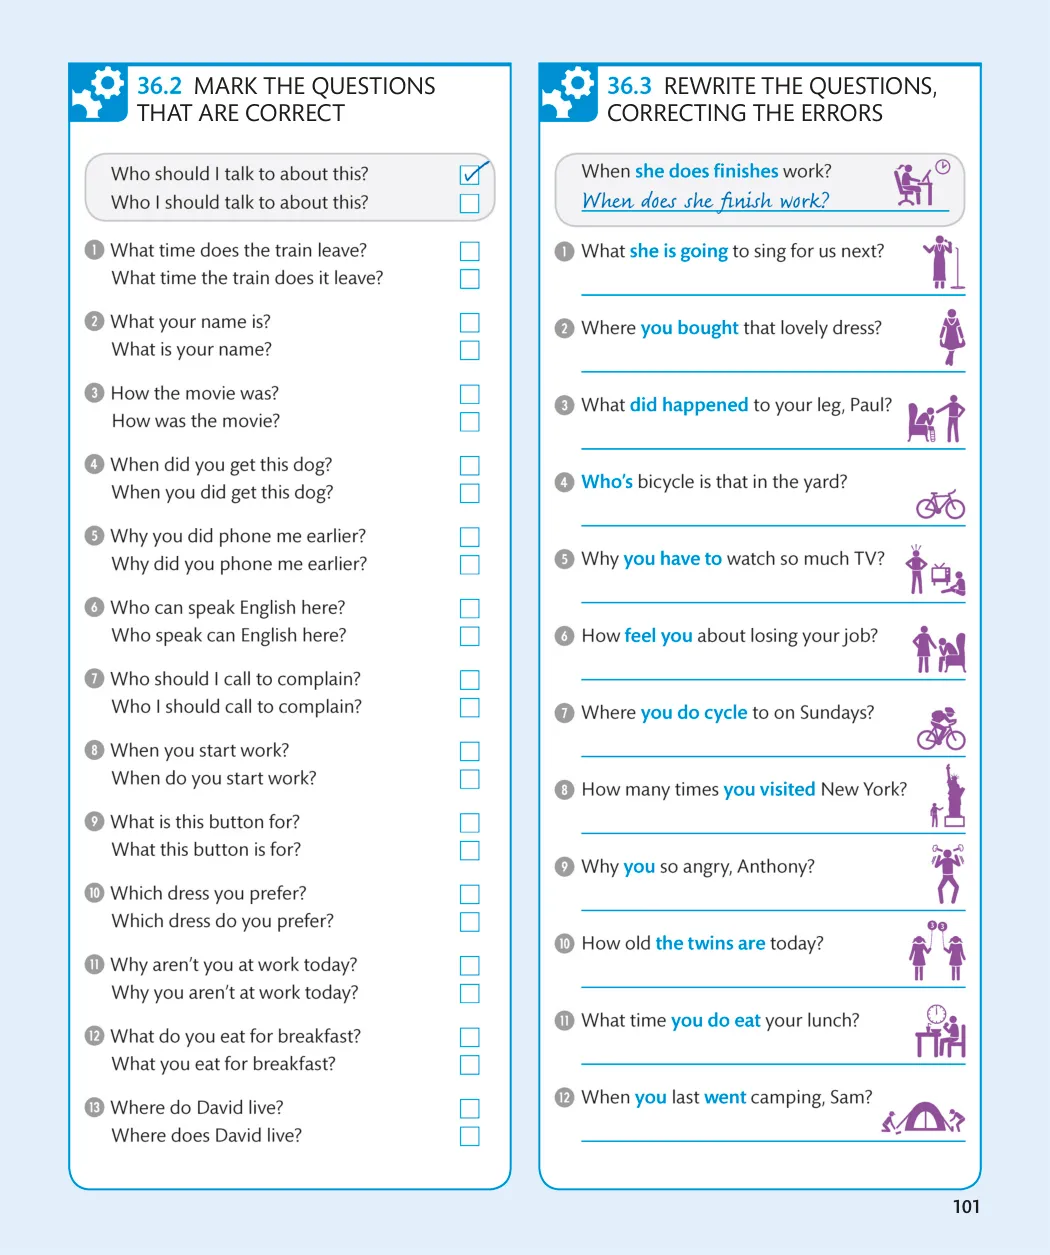 36.2 MARK THE QUESTIONS
THAT ARE CORRECT
Who should I talk to about this?
Who I should talk to about this?
1 What time does the train leave?
What time the train does it leave?
2 What your name is?
What is your name?
3 How the movie was?
How was the movie?
4 When did you get this dog?
When you did get this dog?
5 Why you did phone me earlier?
Why did you phone me earlier?
6 Who can speak English here?
Who speak can English here?
7 Who should I call to complain?
Who I should call to complain?
8 When you start work?
When do you start work?
9 What is this button for?
What this button is for?
10 Which dress you prefer?
Which dress do you prefer?
11 Why aren't you at work today?
Why you aren't at work today?
12 What do you eat for breakfast?
What you eat for breakfast?
13 Where do David live?
Where does David live?
36.3 REWRITE THE QUESTIONS,
CORRECTING THE ERRORS
When she does finishes work?
When does she finish work?
1 What she is going to sing for us next?
2 Where you bought that lovely dress?
3 What did happened to your leg, Paul?
4 Who's bicycle is that in the yard?
5 Why you have to watch so much TV?
6 How feel you about losing your job?
7 Where you do cycle to on Sundays?
8 How many times you visited New York?
9 Why you so angry, Anthony?
3 3
10 How old the twins are today?
11 What time you do eat your lunch?
12 When you last went camping, Sam?
101